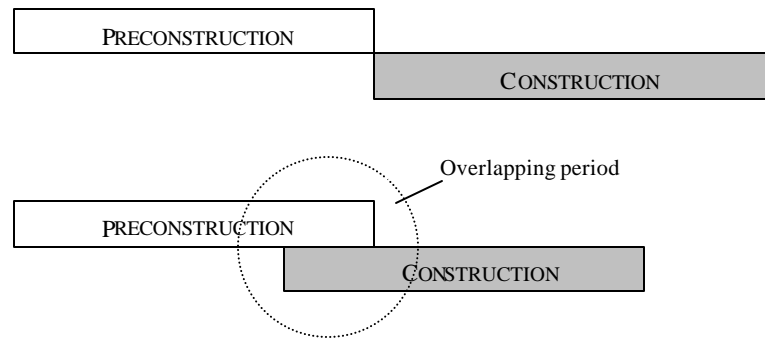 PRECONSTRUCTION
CONSTRUCTION
Overlapping period
PRECONSTRUCTION
CONSTRUCTION